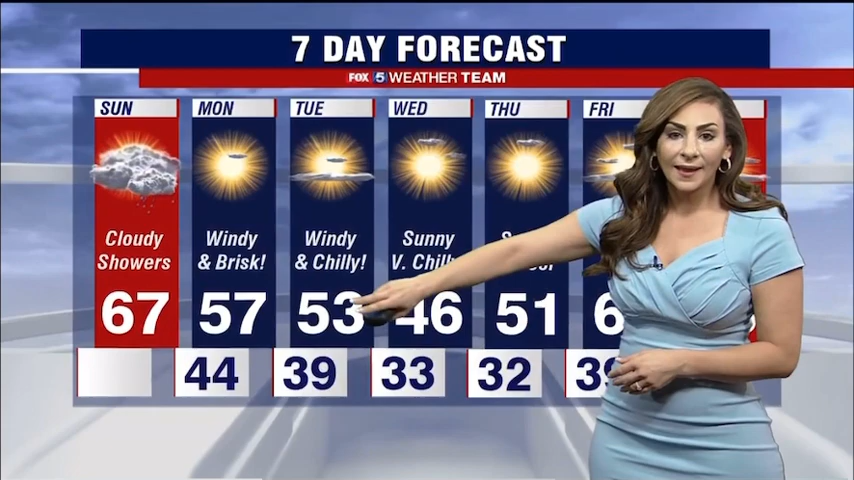 7 DAY FORECAST
FOX 5 WEATHER TEAM
SUN MON TUE WED THU FRI
Cloudy Windy Windy Sunny
Showers & Brisk! & Chilly! V.
67 57 53 46 51
44 39 33 32